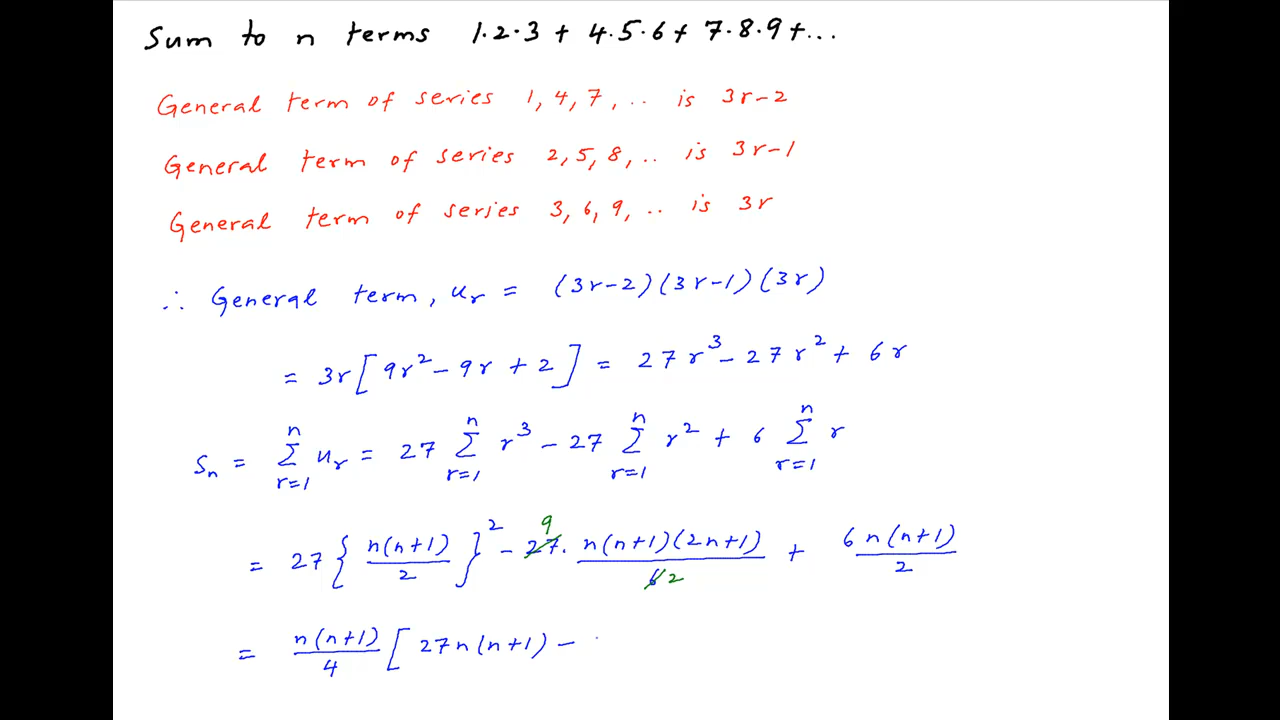 Sum to n terms 1.2.3 + 4.5.6 + 7.8.9 + ...
General term of series 1, 4, 7, .. is 3r-2
General term of series 2, 5, 8, .. is 3r-1
General term of series 3, 6, 9, .. is 3r
∴ General term, u_r = (3r-2)(3r-1)(3r)
= 3r[9r² - 9r + 2] = 27r³ - 27r² + 6r
S_n = Σ_{r=1}^{n} u_r = 27 Σ_{r=1}^{n} r³ - 27 Σ_{r=1}^{n} r² + 6 Σ_{r=1}^{n} r
= 27 { n(n+1)/2 }² - 27 9 . n(n+1)(2n+1)/6 2 + 6n(n+1)/2
= n(n+1)/4 [ 27n(n+1) -